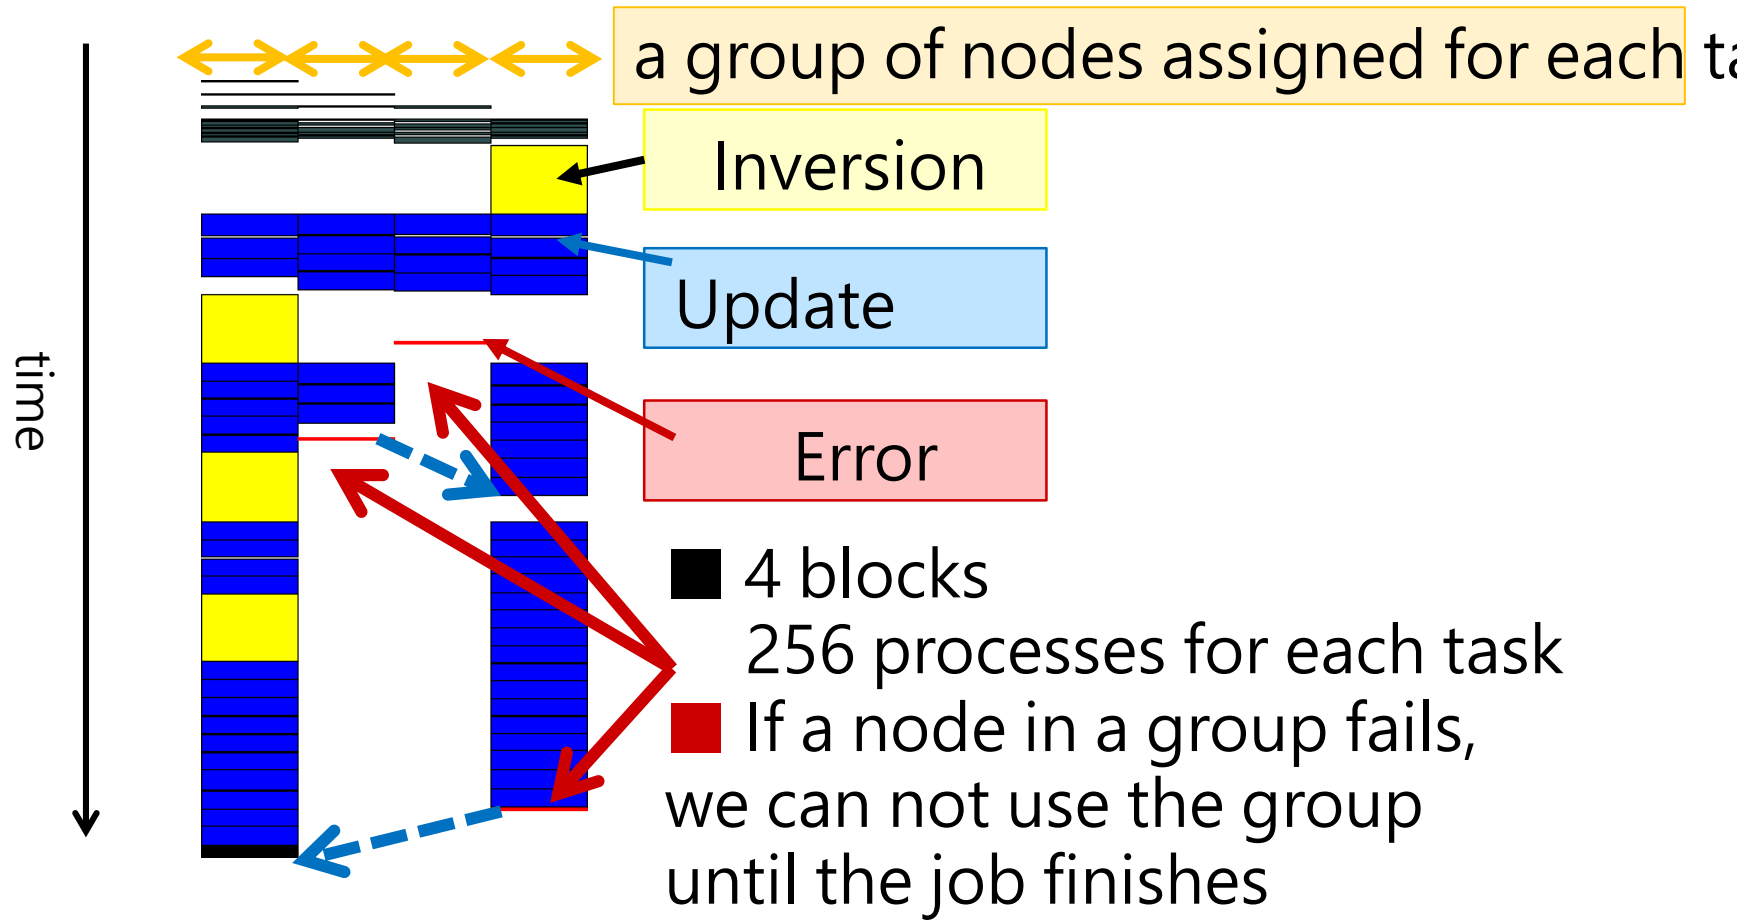 a group of nodes assigned for each
Inversion
Update
Error
time
4 blocks
256 processes for each task
If a node in a group fails,
we can not use the group
until the job finishes